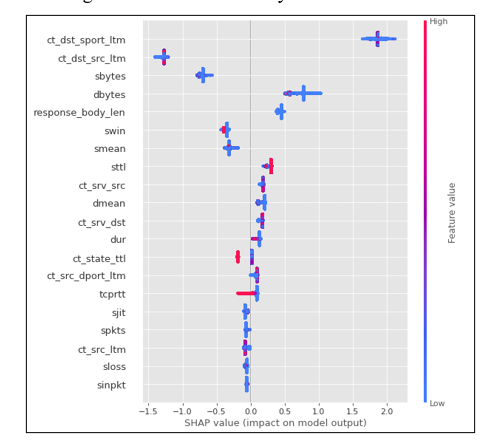 High
ct_dst_sport_ltm
ct_dst_src_ltm
sbytes
dbytes
response_body_len
swin
smean
sttl
ct_srv_src
dmean
ct_srv_dst
dur
ct_state_ttl
ct_src_dport_ltm
tcprtt
sjit
spkts
ct_src_ltm
sloss
sinpkt
Feature value
Low
−1.5 −1.0 −0.5 0.0 0.5 1.0 1.5 2.0
SHAP value (impact on model output)